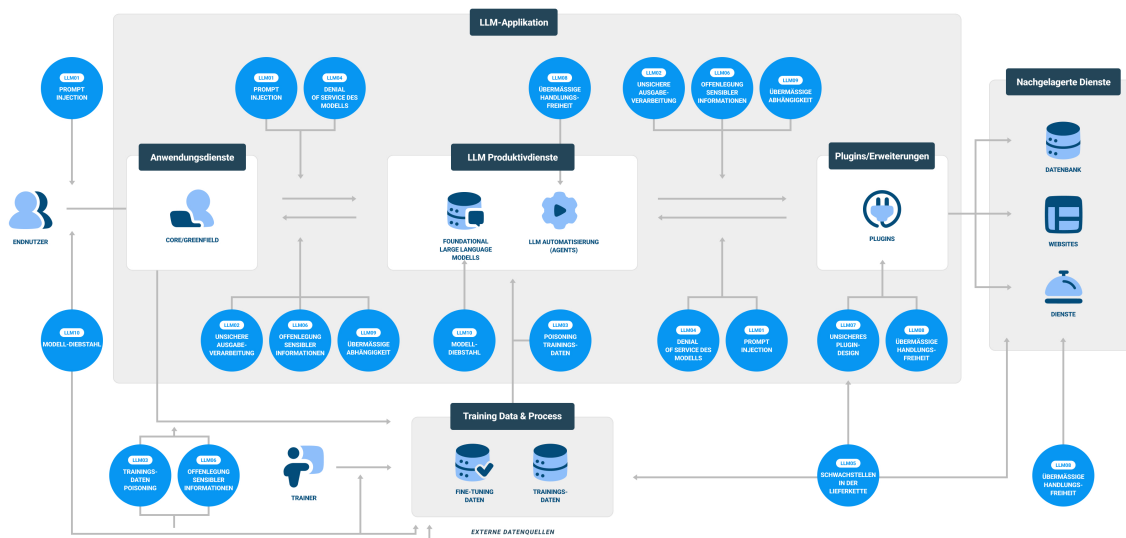 LLM-Applikation
LLM01
PROMPT
INJECTION
LLM01
PROMPT
INJECTION
LLM04
DENIAL
OF SERVICE DES
MODELLS
LLM08
ÜBERMÄSSIGE
HANDLUNGS-
FREIHEIT
LLM02
UNSICHERE
AUSGABE-
VERARBEITUNG
LLM06
OFFENLEGUNG
SENSIBLER
INFORMATIONEN
LLM09
ÜBERMÄSSIGE
ABHÄNGIGKEIT
Nachgelagerte Dienste
Anwendungsdienste
LLM Produktivdienste
Plugins/Erweiterungen
DATENBANK
ENDNUTZER
CORE/GREENFIELD
FOUNDATIONAL
LARGE LANGUAGE
MODELLS
LLM AUTOMATISIERUNG
(AGENTS)
PLUGINS
WEBSITES
DIENSTE
LLM10
MODELL-DIEBSTAHL
LLM02
UNSICHERE
AUSGABE-
VERARBEITUNG
LLM06
OFFENLEGUNG
SENSIBLER
INFORMATIONEN
LLM09
ÜBERMÄSSIGE
ABHÄNGIGKEIT
LLM10
MODELL-
DIEBSTAHL
LLM03
POISONING
TRAININGS-
DATEN
LLM04
DENIAL
OF SERVICE DES
MODELLS
LLM01
PROMPT
INJECTION
LLM07
UNSICHERES
PLUGIN-
DESIGN
LLM08
ÜBERMÄSSIGE
HANDLUNGS-
FREIHEIT
Training Data & Process
LLM03
TRAININGS-
DATEN
POISONING
LLM06
OFFENLEGUNG
SENSIBLER
INFORMATIONEN
TRAINER
FINE-TUNING
DATEN
TRAININGS-
DATEN
LLM05
SCHWACHSTELLEN
IN DER
LIEFERKETTE
LLM08
ÜBERMÄSSIGE
HANDLUNGS-
FREIHEIT
EXTERNE DATENQUELLEN